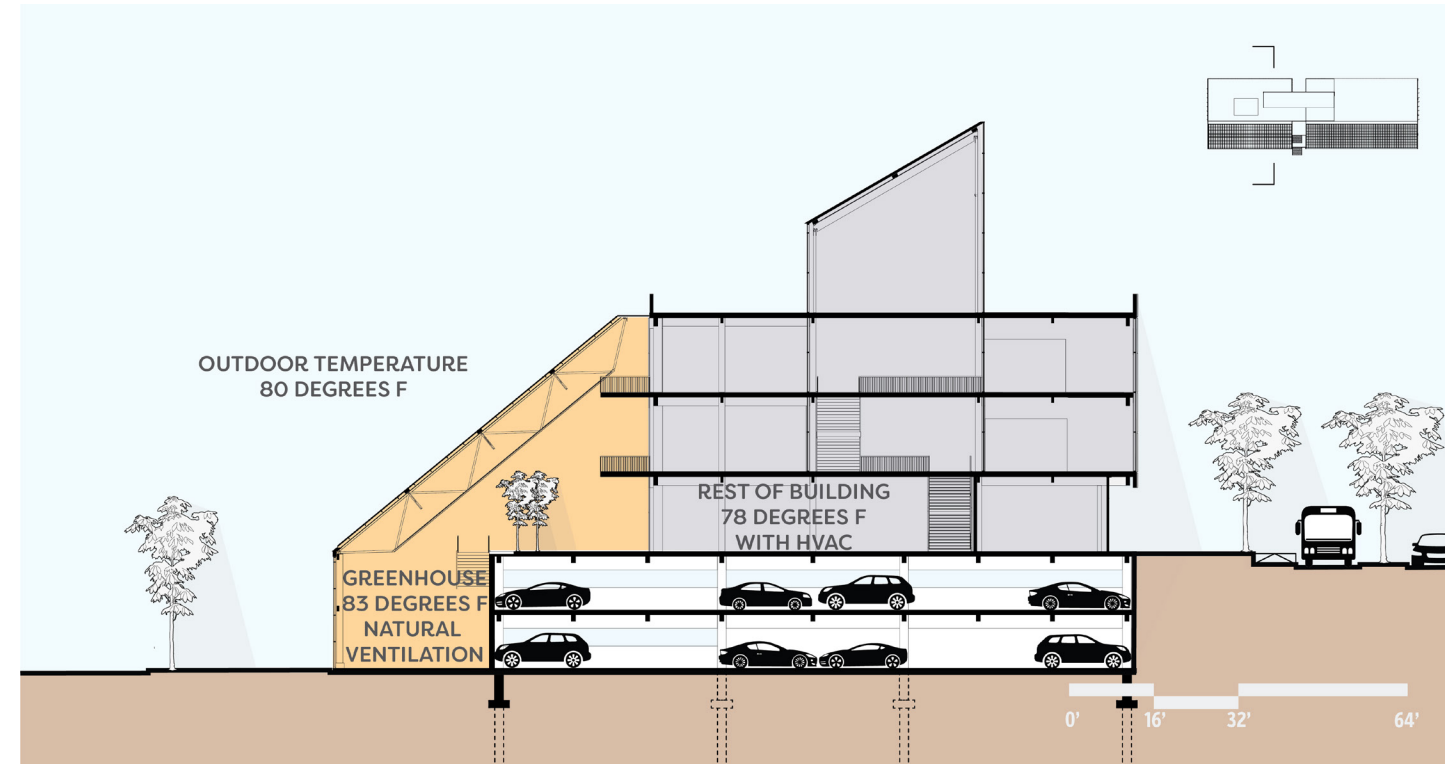 OUTDOOR TEMPERATURE
80 DEGREES F
REST OF BUILDING
78 DEGREES F
WITH HVAC
GREENHOUSE
83 DEGREES F
NATURAL
VENTILATION
0' 16' 32' 64'